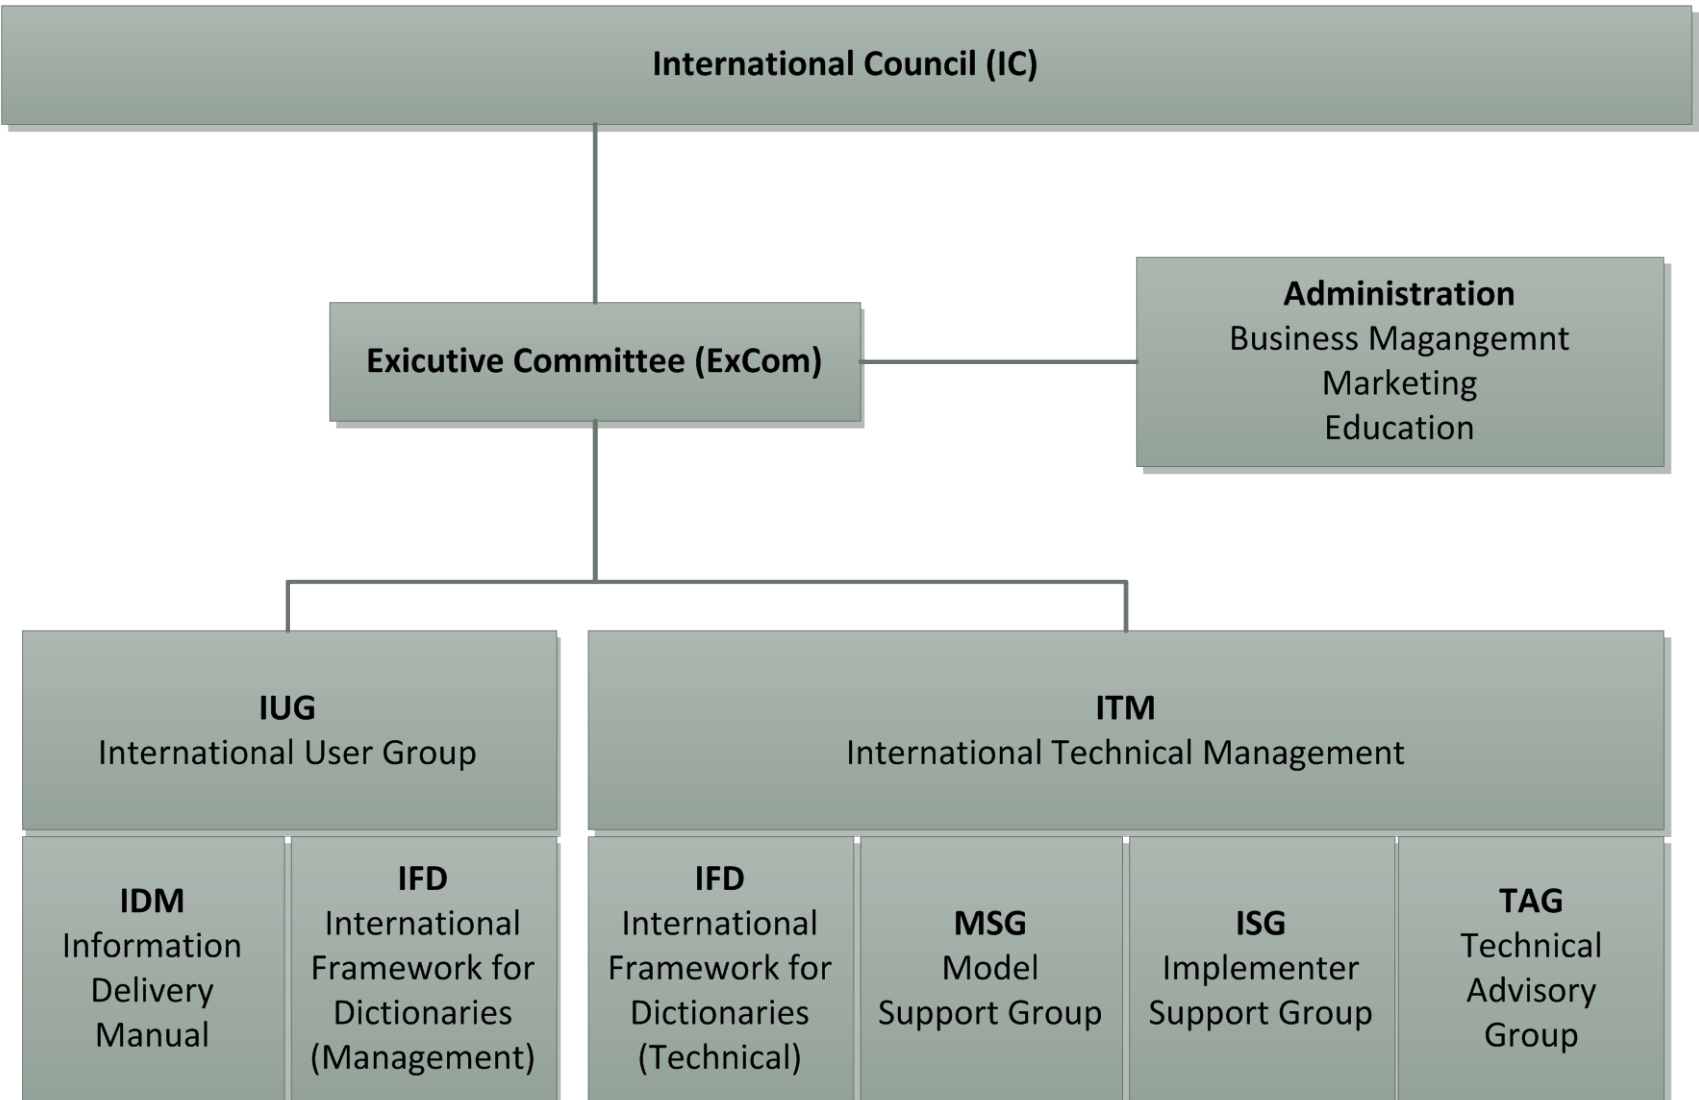 International Council (IC)
Exicutive Committee (ExCom)
Administration
Business Magangemnt
Marketing
Education
IUG
International User Group
ITM
International Technical Management
IDM
Information
Delivery
Manual
IFD
International
Framework for
Dictionaries
(Management)
IFD
International
Framework for
Dictionaries
(Technical)
MSG
Model
Support Group
ISG
Implementer
Support Group
TAG
Technical
Advisory
Group